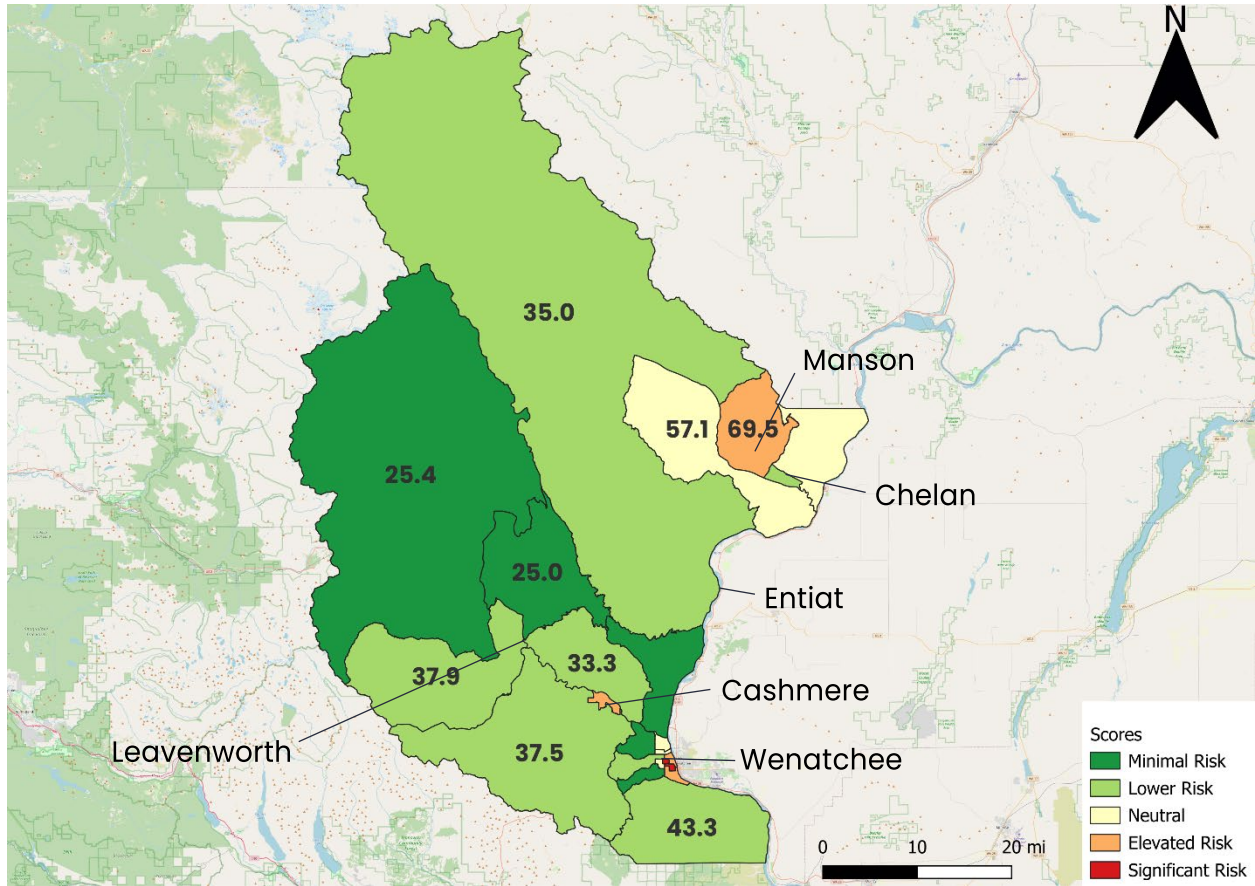 N
35.0
Manson
57.1
69.5
25.4
Chelan
25.0
Entiat
33.3
37.9
Cashmere
Leavenworth
37.5
Wenatchee
43.3
0
10
20 mi
Scores
Minimal Risk
Lower Risk
Neutral
Elevated Risk
Significant Risk